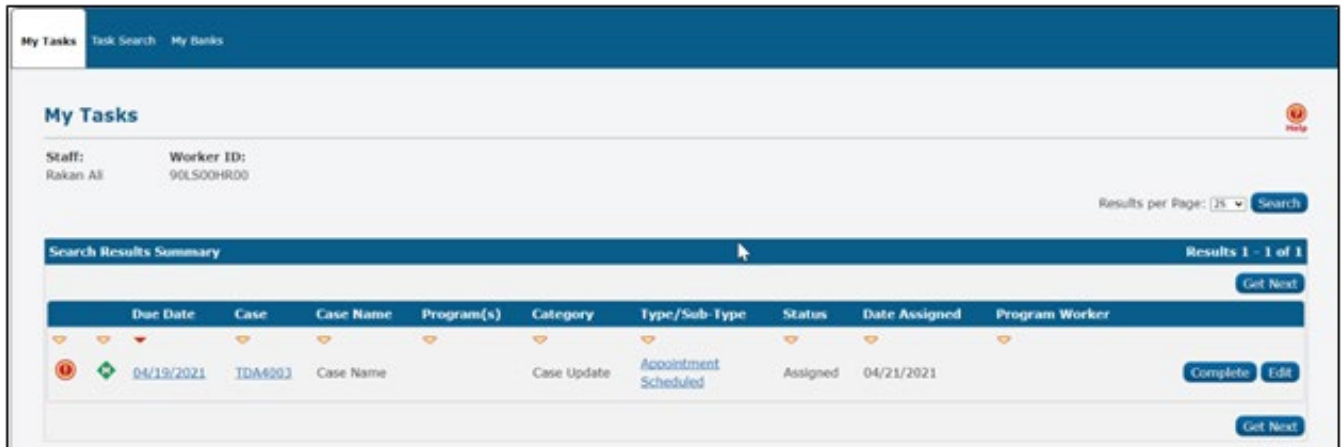 My Tasks Task Search My Banks
My Tasks
Help
Staff: Worker ID:
Rakan Ali 90LS00HR00
Results per Page: 25 Search
Search Results Summary Results 1 - 1 of 1
Get Next
Due Date Case Case Name Program(s) Category Type/Sub-Type Status Date Assigned Program Worker
04/19/2021 TDA4003 Case Name Case Update Appointment Assigned 04/21/2021 Complete Edit
Scheduled
Get Next